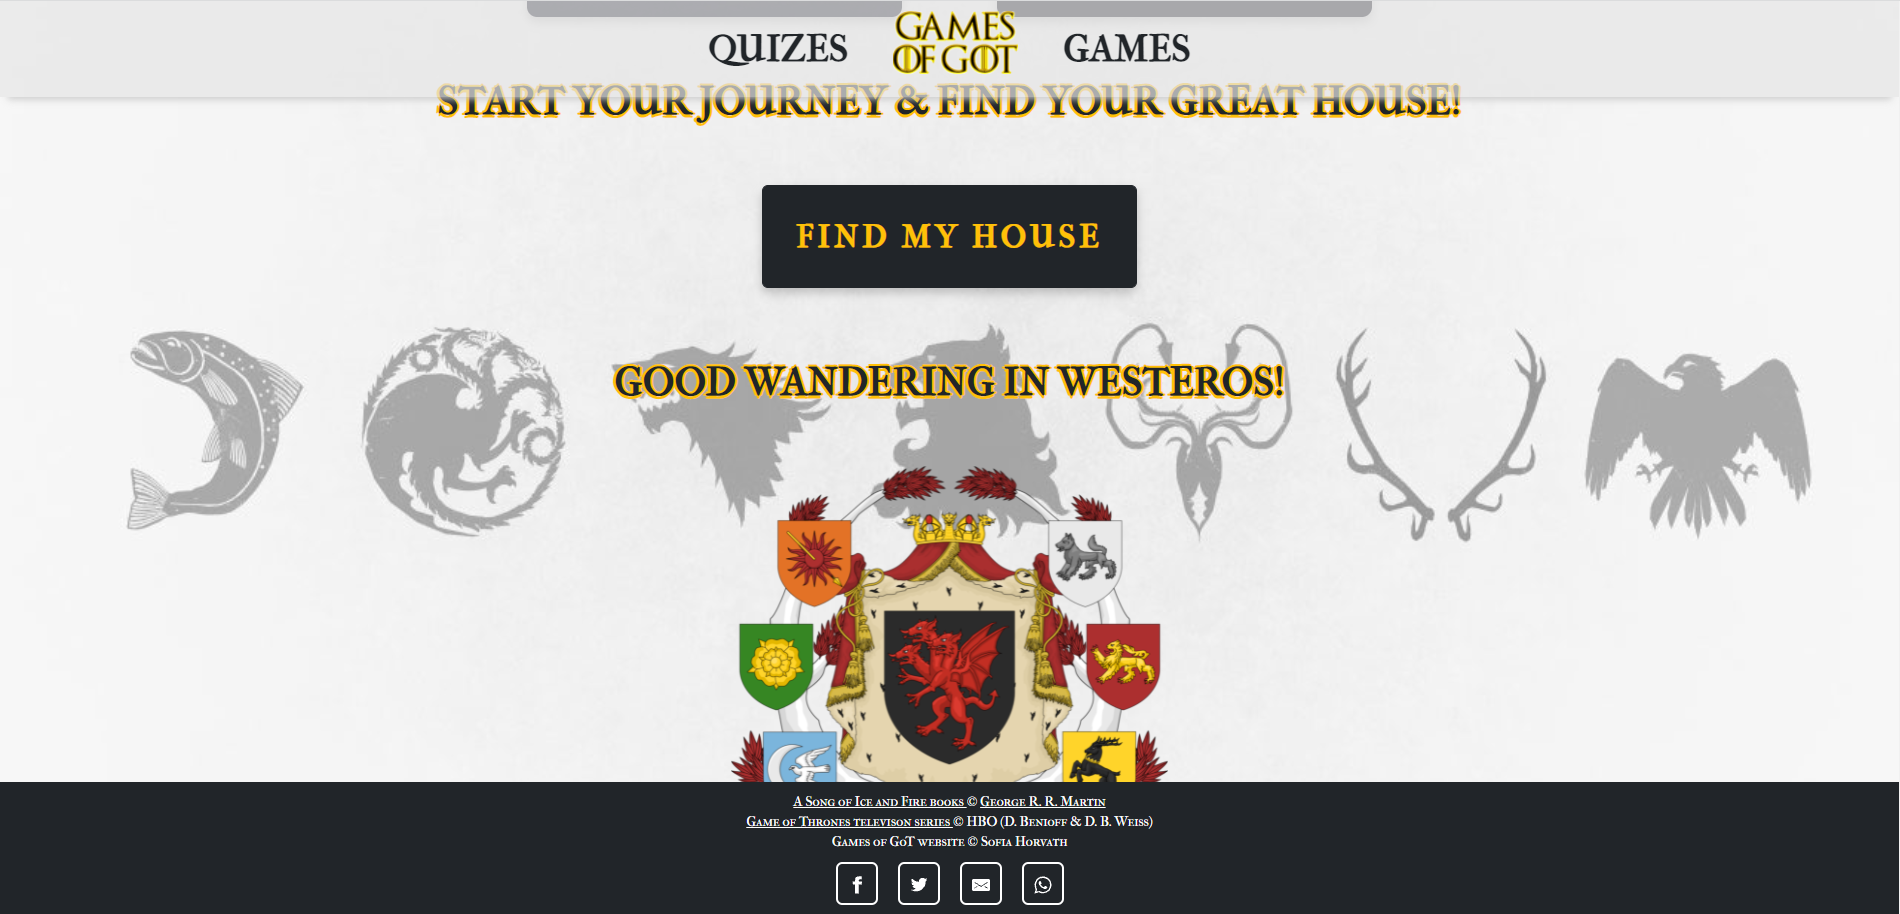 QUIZES
GAMES
OF GOT
GAMES
START YOUR JOURNEY & FIND YOUR GREAT HOUSE!
FIND MY HOUSE
GOOD WANDERING IN WESTEROS!
A Song of Ice and Fire books © George R. R. Martin
Game of Thrones televison series © HBO (D. Benioff & D. B. Weiss)
Games of GoT website © Sofia Horvath